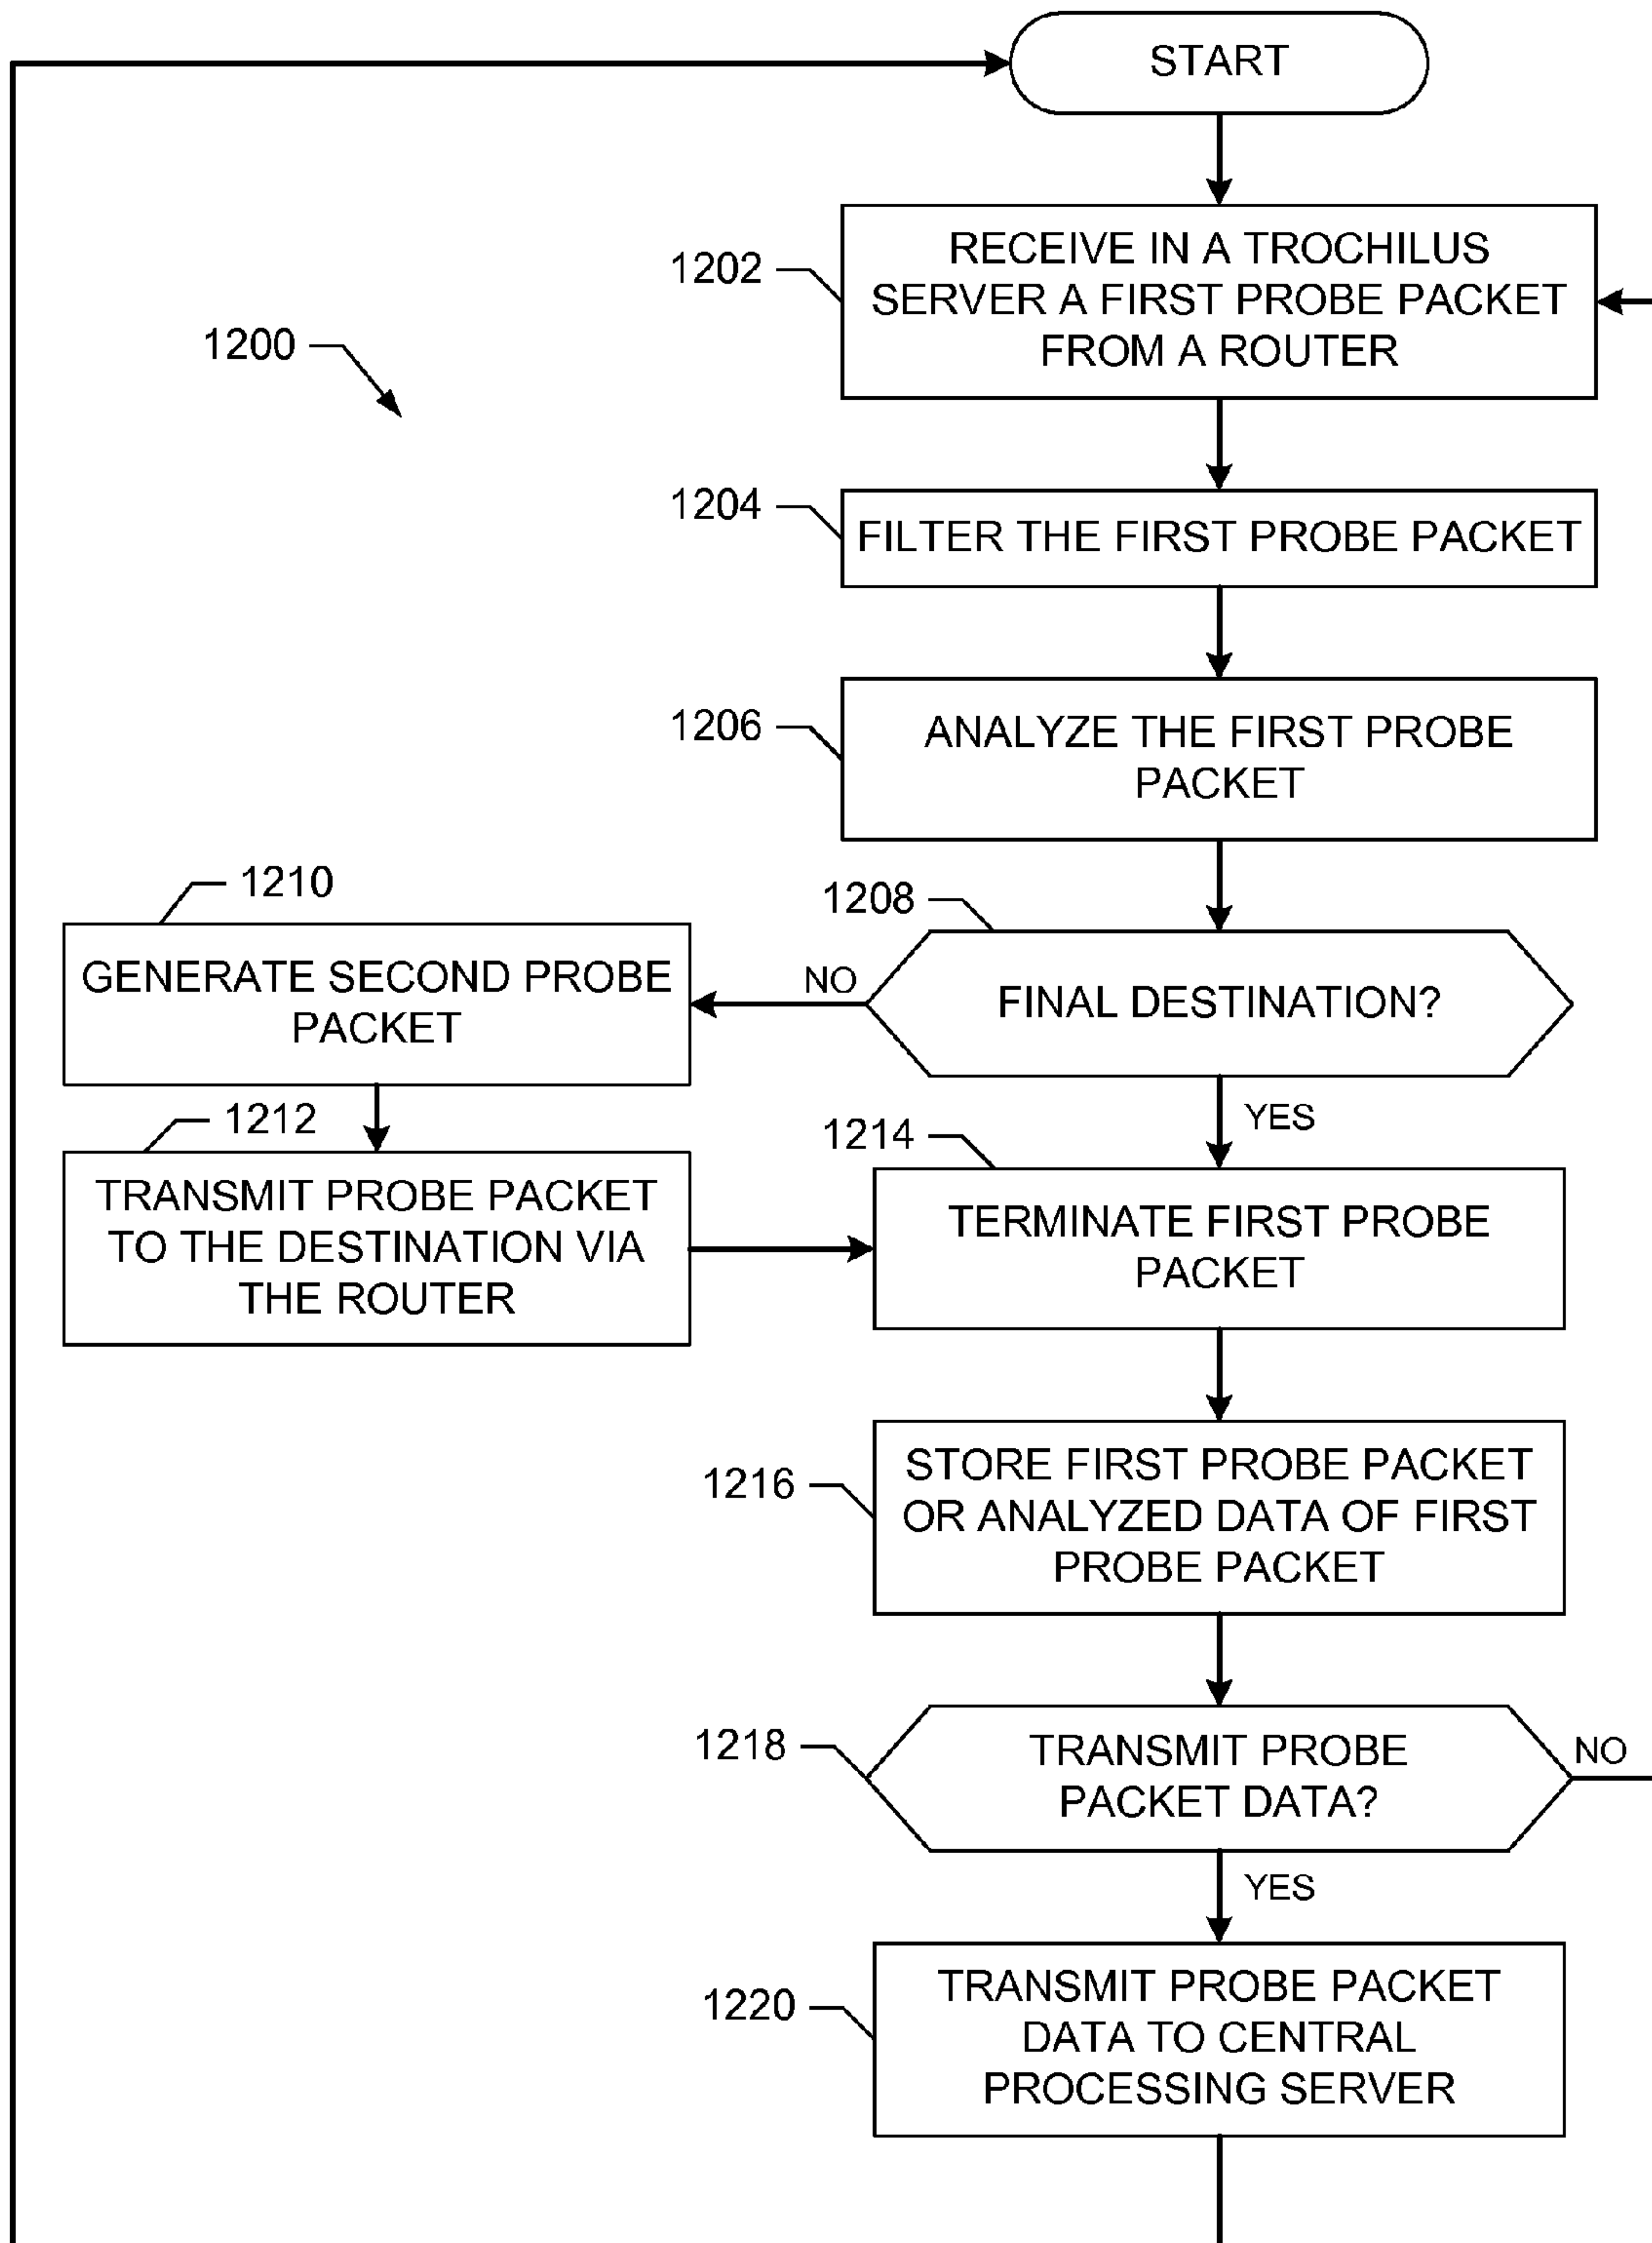 START
1202
RECEIVE IN A TROCHILUS
SERVER A FIRST PROBE PACKET
FROM A ROUTER
1200
1204
FILTER THE FIRST PROBE PACKET
1206
ANALYZE THE FIRST PROBE
PACKET
1208
FINAL DESTINATION?
NO
1210
GENERATE SECOND PROBE
PACKET
1212
TRANSMIT PROBE PACKET
TO THE DESTINATION VIA
THE ROUTER
YES
1214
TERMINATE FIRST PROBE
PACKET
1216
STORE FIRST PROBE PACKET
OR ANALYZED DATA OF FIRST
PROBE PACKET
1218
TRANSMIT PROBE
PACKET DATA?
NO
YES
1220
TRANSMIT PROBE PACKET
DATA TO CENTRAL
PROCESSING SERVER